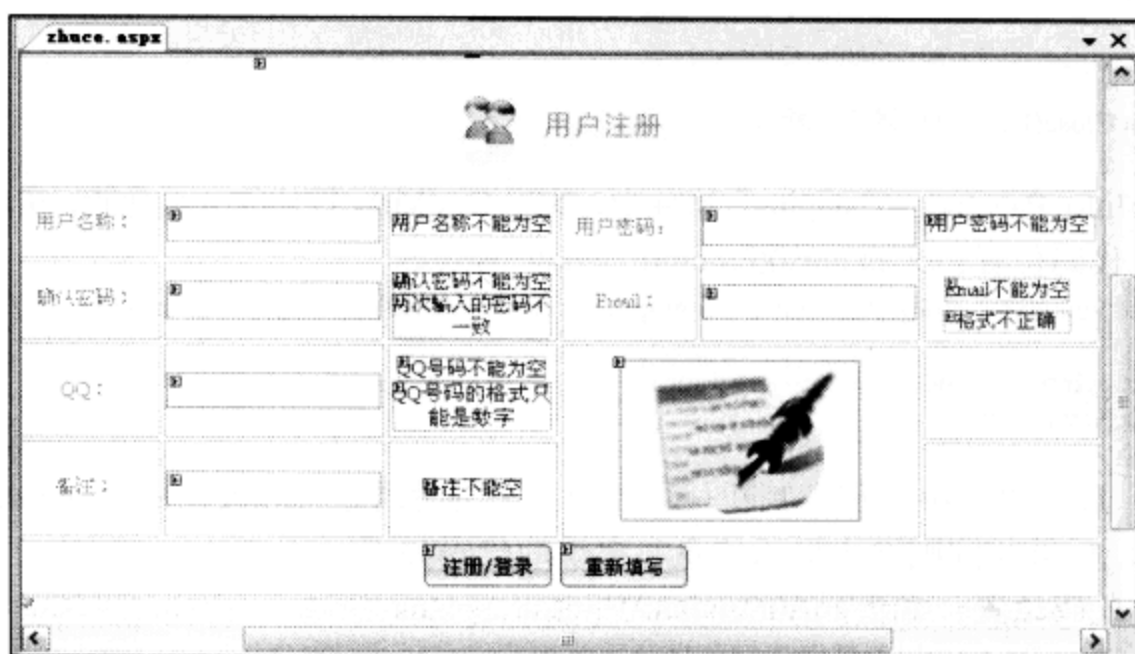 zhuce.aspx
用户注册
用户名称：
用户名称不能为空
用户密码：
用户密码不能为空
确认密码：
确认密码不能为空
两次输入的密码不
一致
Email：
Email不能为空
格式不正确
QQ：
QQ号码不能为空
QQ号码的格式只
能是数字
备注：
备注不能空
注册/登录
重新填写